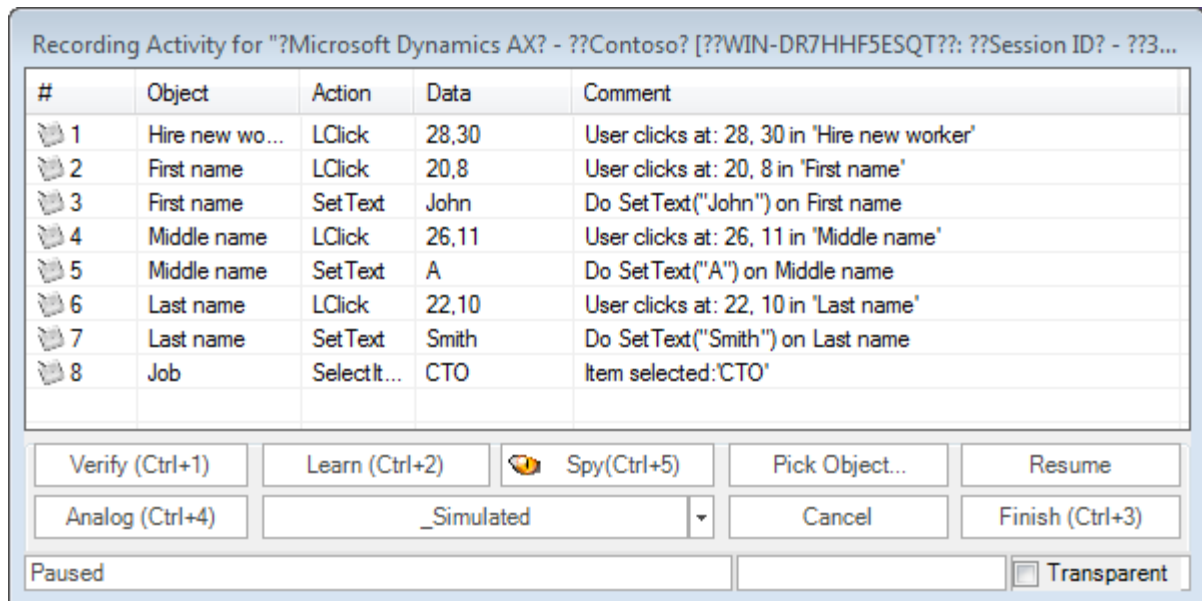 Recording Activity for "?Microsoft Dynamics AX? - ??Contoso? [??WIN-DR7HHF5ESQT??: ??Session ID? - ??3...
# Object Action Data Comment
1 Hire new wo... LClick 28,30 User clicks at: 28, 30 in 'Hire new worker'
2 First name LClick 20,8 User clicks at: 20, 8 in 'First name'
3 First name SetText John Do SetText("John") on First name
4 Middle name LClick 26,11 User clicks at: 26, 11 in 'Middle name'
5 Middle name SetText A Do SetText("A") on Middle name
6 Last name LClick 22,10 User clicks at: 22, 10 in 'Last name'
7 Last name SetText Smith Do SetText("Smith") on Last name
8 Job SelectIt... CTO Item selected:'CTO'
Verify (Ctrl+1) Learn (Ctrl+2) Spy(Ctrl+5) Pick Object... Resume
Analog (Ctrl+4) _Simulated Cancel Finish (Ctrl+3)
Paused Transparent